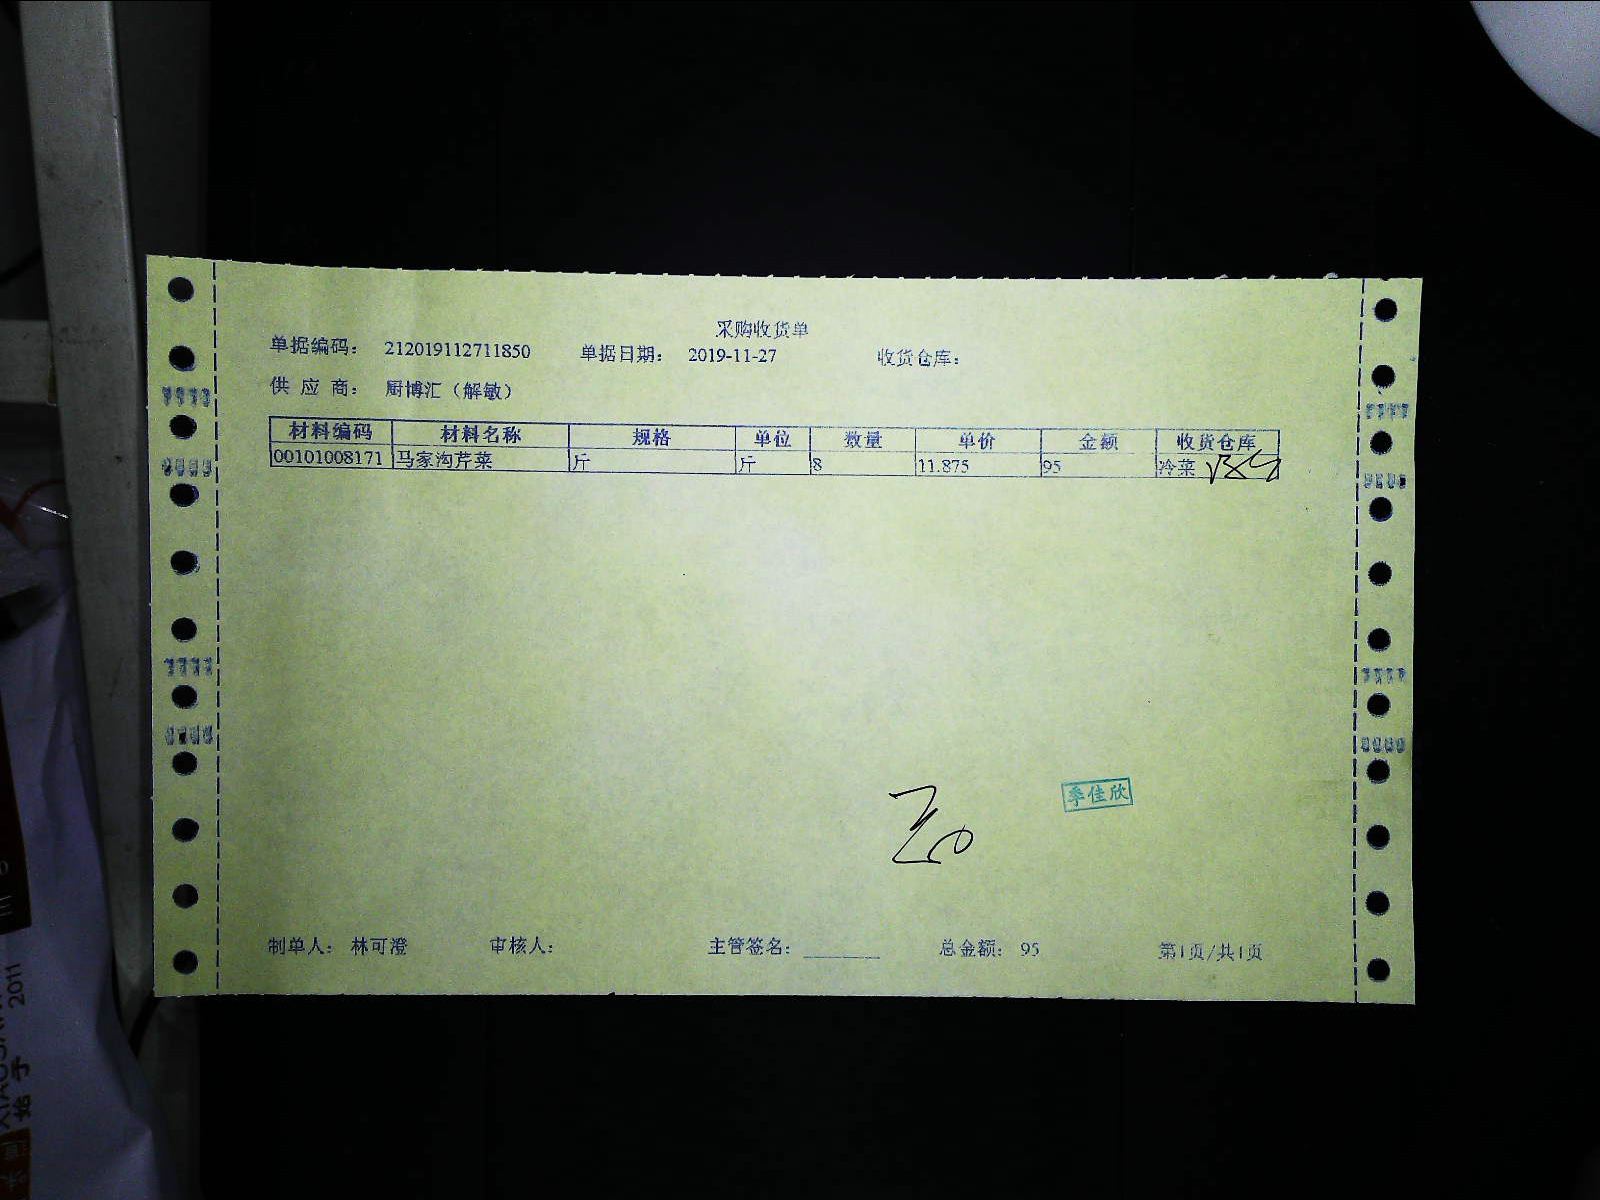 采购收货单
单据编码: 212019112711850 单据日期: 2019-11-27 收货仓库:
供 应 商: 厨博汇（解敏）
材料编码 材料名称 规格 单位 数量 单价 金额 收货仓库
00101008171 马家沟芹菜 斤 斤 8 11.875 95 冷菜
季佳欣
制单人: 林可澄 审核人: 主管签名: ________ 总金额: 95 第1页/共1页
2011
始于